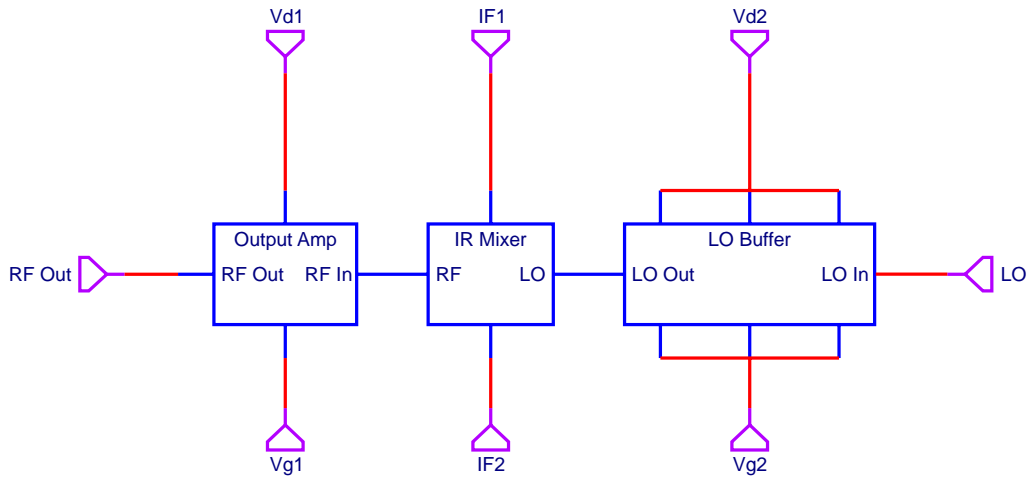 Vd1 IF1 Vd2
Output Amp IR Mixer LO Buffer
RF Out RF Out RF In RF LO LO Out LO In LO
Vg1 IF2 Vg2